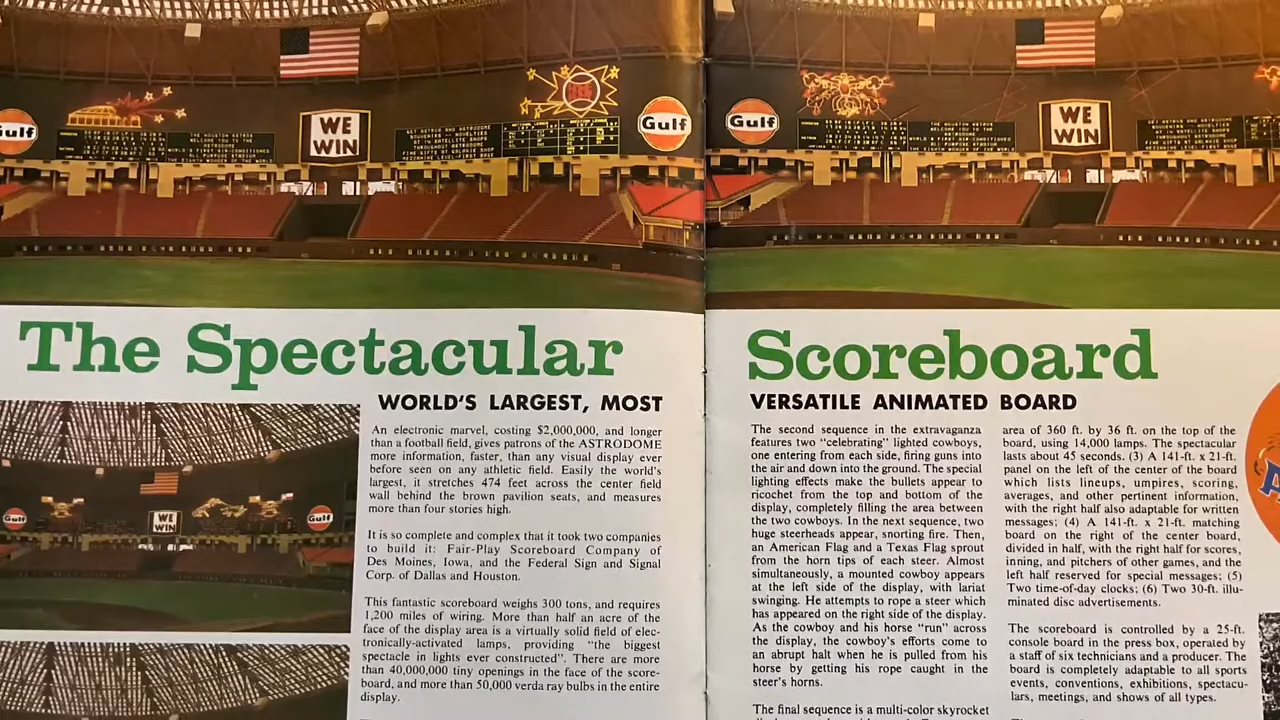 Gulf
WE
WIN
Gulf
Gulf
WE
WIN
The Spectacular Scoreboard
WORLD'S LARGEST, MOST VERSATILE ANIMATED BOARD
Gulf
WE
WIN
Gulf
An electronic marvel, costing $2,000,000, and longer
than a football field, gives patrons of the ASTRODOME
more information, faster, than any visual display ever
before seen on any athletic field. Easily the world's
largest, it stretches 474 feet across the center field
wall behind the brown pavilion seats, and measures
more than four stories high.
It is so complete and complex that it took two companies
to build it: Fair-Play Scoreboard Company of
Des Moines, Iowa, and the Federal Sign and Signal
Corp. of Dallas and Houston.
This fantastic scoreboard weighs 300 tons, and requires
1,200 miles of wiring. More than half an acre of the
face of the display area is a virtually solid field of elec-
tronically-activated lamps, providing "the biggest
spectacle in lights ever constructed". There are more
than 40,000,000 tiny openings in the face of the score-
board, and more than 50,000 verda ray bulbs in the entire
display.
The second sequence in the extravaganza
features two "celebrating" lighted cowboys,
one entering from each side, firing guns into
the air and down into the ground. The special
lighting effects make the bullets appear to
ricochet from the top and bottom of the
display, completely filling the area between
the two cowboys. In the next sequence, two
huge steerheads appear, snorting fire. Then,
an American Flag and a Texas Flag sprout
from the horn tips of each steer. Almost
simultaneously, a mounted cowboy appears
at the left side of the display, with lariat
swinging. He attempts to rope a steer which
has appeared on the right side of the display.
As the cowboy and his horse "run" across
the display, the cowboy's efforts come to
an abrupt halt when he is pulled from his
horse by getting his rope caught in the
steer's horns.
The final sequence is a multi-color skyrocket
area of 360 ft. by 36 ft. on the top of the
board, using 14,000 lamps. The spectacular
lasts about 45 seconds. (3) A 141-ft. x 21-ft.
panel on the left of the center of the board
which lists lineups, umpires, scoring,
averages, and other pertinent information,
with the right half also adaptable for written
messages; (4) A 141-ft. x 21-ft. matching
board on the right of the center board,
divided in half, with the right half for scores,
inning, and pitchers of other games, and the
left half reserved for special messages; (5)
Two time-of-day clocks; (6) Two 30-ft. illu-
minated disc advertisements.
The scoreboard is controlled by a 25-ft.
console board in the press box, operated by
a staff of six technicians and a producer. The
board is completely adaptable to all sports
events, conventions, exhibitions, spectacu-
lars, meetings, and shows of all types.